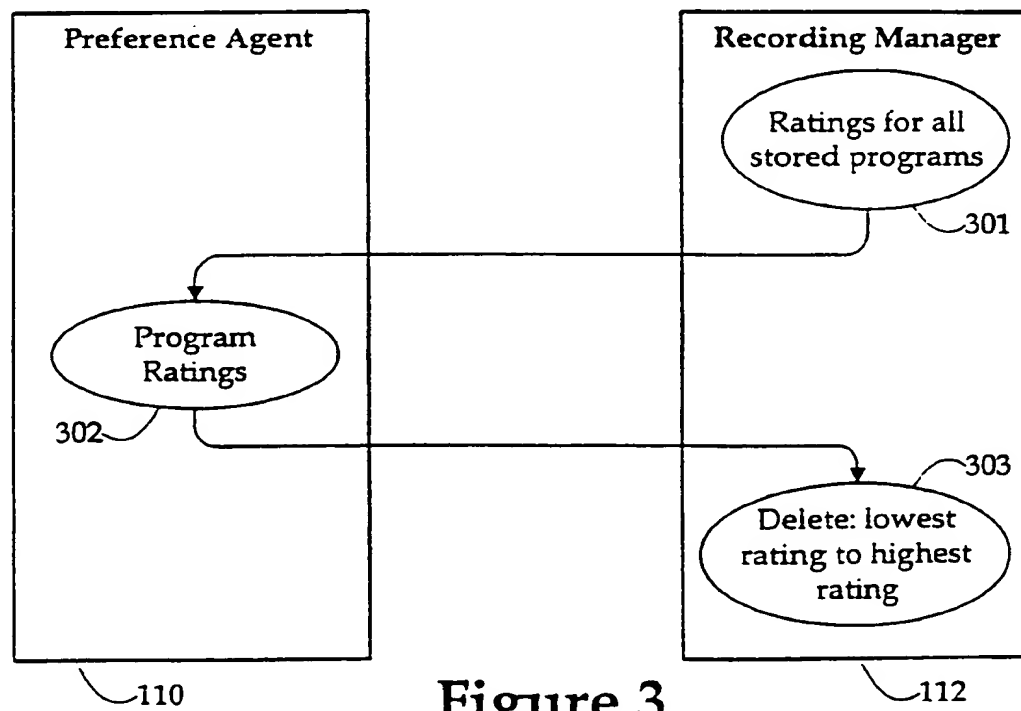 Preference Agent
Recording Manager
Ratings for all
stored programs
301
Program
Ratings
302
303
Delete: lowest
rating to highest
rating
110
112
Figure 3